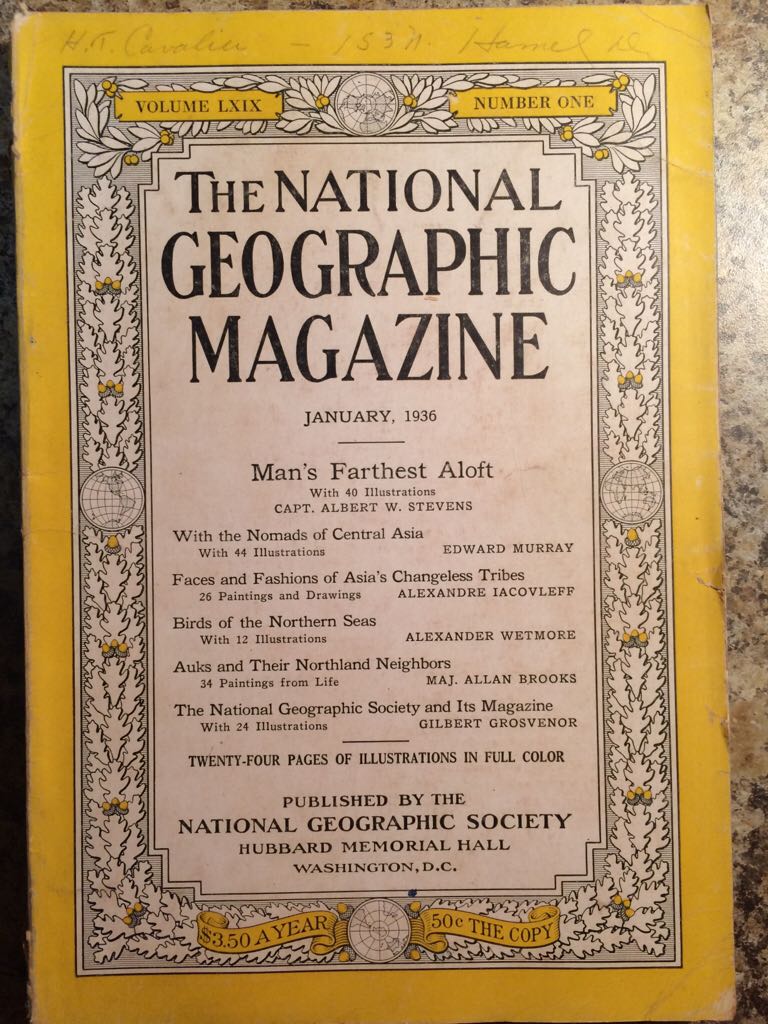 H.T. Cavalier — 1537
VOLUME LXIX
NUMBER ONE
THE NATIONAL
GEOGRAPHIC
MAGAZINE
JANUARY, 1936
Man's Farthest Aloft
With 40 Illustrations
CAPT. ALBERT W. STEVENS
With the Nomads of Central Asia
With 44 Illustrations EDWARD MURRAY
Faces and Fashions of Asia's Changeless Tribes
26 Paintings and Drawings ALEXANDRE IACOVLEFF
Birds of the Northern Seas
With 12 Illustrations ALEXANDER WETMORE
Auks and Their Northland Neighbors
34 Paintings from Life MAJ. ALLAN BROOKS
The National Geographic Society and Its Magazine
With 24 Illustrations GILBERT GROSVENOR
TWENTY-FOUR PAGES OF ILLUSTRATIONS IN FULL COLOR
PUBLISHED BY THE
NATIONAL GEOGRAPHIC SOCIETY
HUBBARD MEMORIAL HALL
WASHINGTON, D.C.
$3.50 A YEAR
50c THE COPY